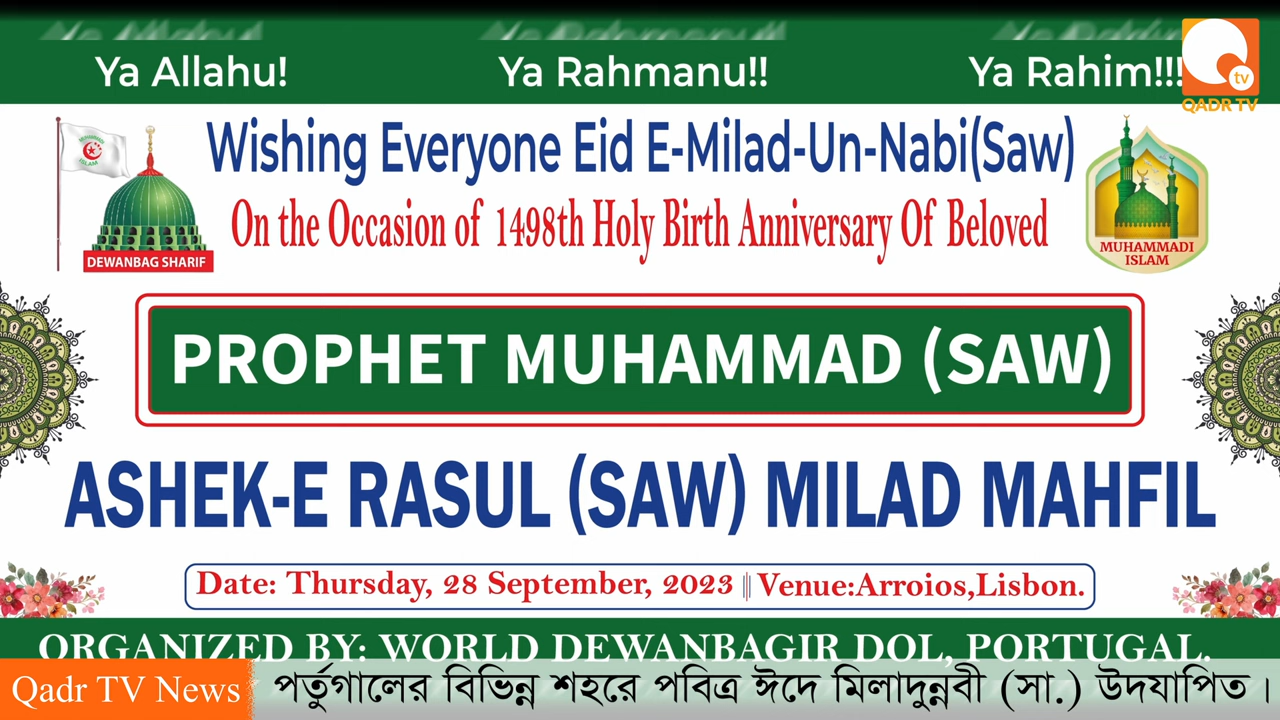 Ya Allahu! Ya Rahmanu!! Ya Rahim!!!
tv
QADR TV
Wishing Everyone Eid E-Milad-Un-Nabi(Saw)
On the Occasion of 1498th Holy Birth Anniversary Of Beloved
DEWANBAG SHARIF
MUHAMMADI
ISLAM
PROPHET MUHAMMAD (SAW)
ASHEK-E RASUL (SAW) MILAD MAHFIL
Date: Thursday, 28 September, 2023 || Venue:Arroios,Lisbon.
ORGANIZED BY: WORLD DEWANBAGIR DOL, PORTUGAL.
Qadr TV News পর্তুগালের বিভিন্ন শহরে পবিত্র ঈদে মিলাদুন্নবী (সা.) উদযাপিত।